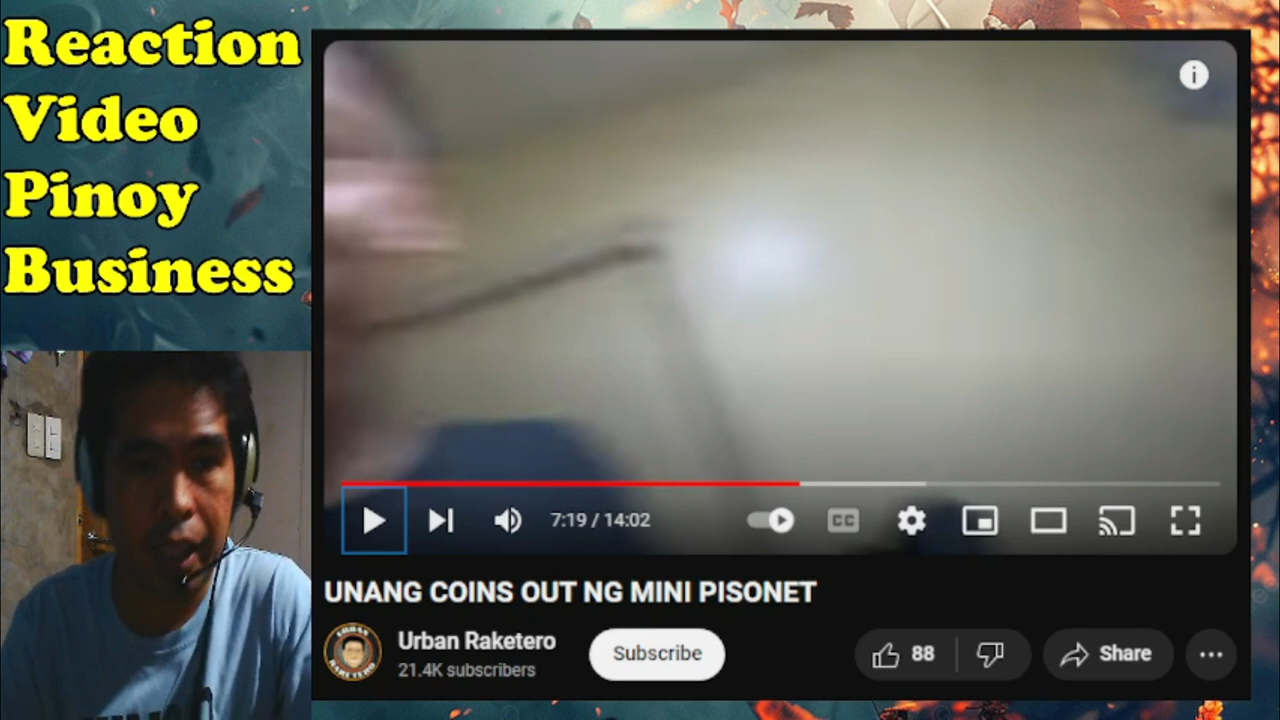 Reaction
Video
Pinoy
Business
7:19 / 14:02
CC
UNANG COINS OUT NG MINI PISONET
Urban Raketero
21.4K subscribers
Subscribe
88
Share